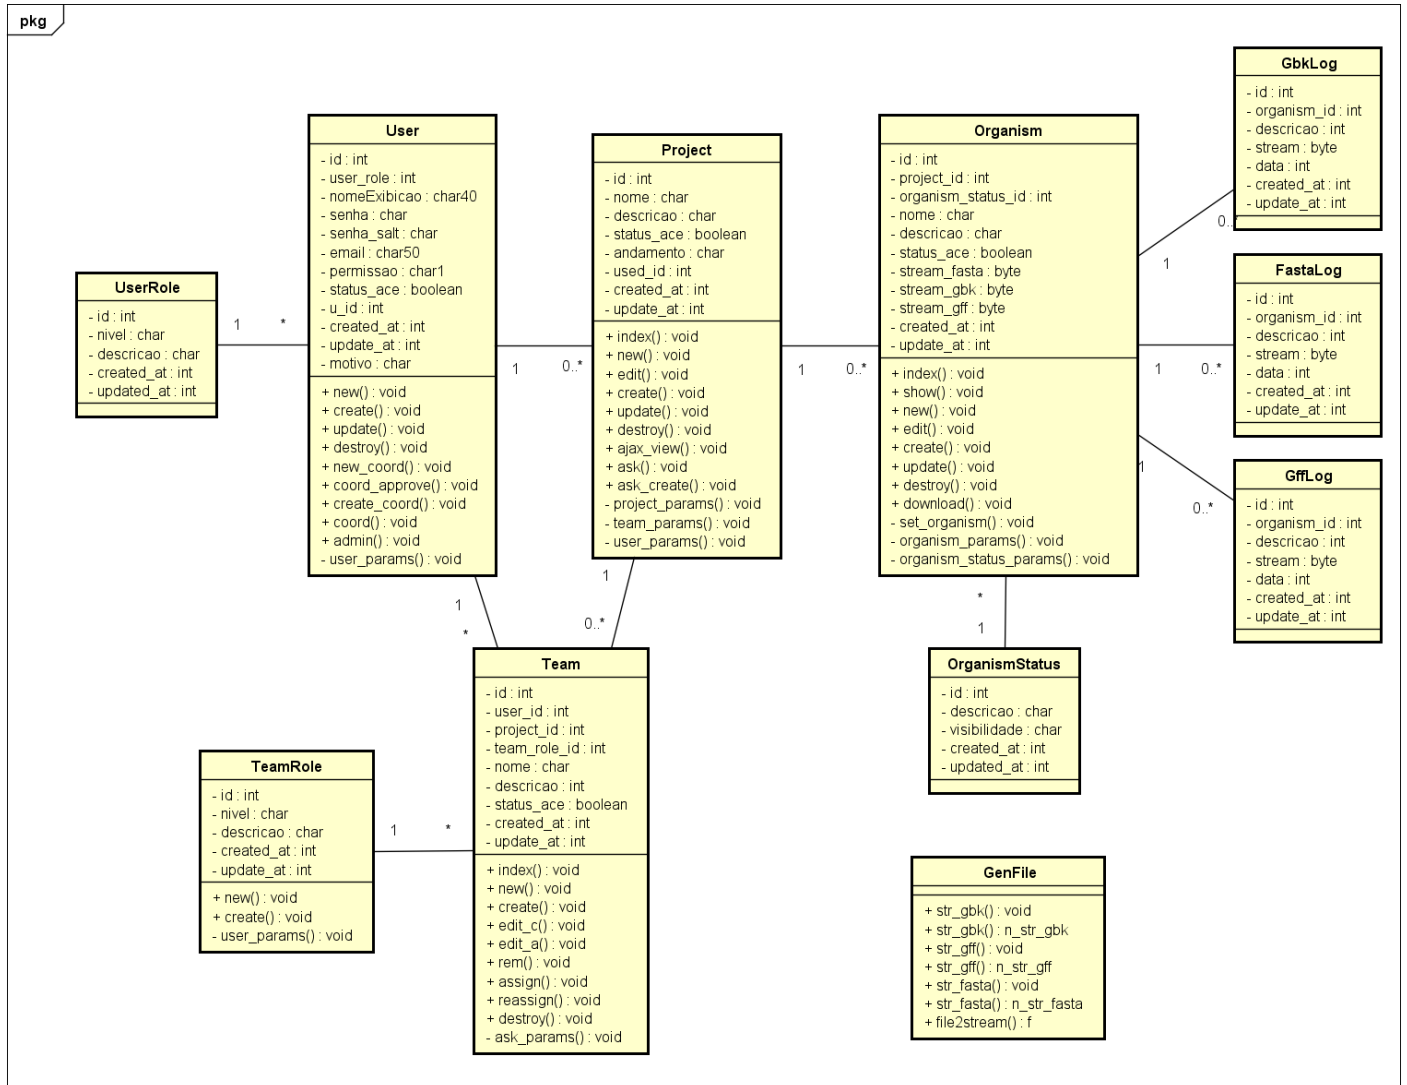 pkg
User
- id : int
- user_role : int
- nomeExibicao : char40
- senha : char
- senha_salt : char
- email : char50
- permissao : char1
- status_ace : boolean
- u_id : int
- created_at : int
- update_at : int
- motivo : char
+ new() : void
+ create() : void
+ update() : void
+ destroy() : void
+ new_coord() : void
+ coord_approve() : void
+ create_coord() : void
+ coord() : void
+ admin() : void
- user_params() : void
Project
- id : int
- nome : char
- descricao : char
- status_ace : boolean
- andamento : char
- used_id : int
- created_at : int
- update_at : int
+ index() : void
+ new() : void
+ edit() : void
+ create() : void
+ update() : void
+ destroy() : void
+ ajax_view() : void
+ ask() : void
+ ask_create() : void
- project_params() : void
- team_params() : void
- user_params() : void
Organism
- id : int
- project_id : int
- organism_status_id : int
- nome : char
- descricao : char
- status_ace : boolean
- stream_fasta : byte
- stream_gbk : byte
- stream_gff : byte
- created_at : int
- update_at : int
+ index() : void
+ show() : void
+ new() : void
+ edit() : void
+ create() : void
+ update() : void
+ destroy() : void
+ download() : void
- set_organism() : void
- organism_params() : void
- organism_status_params() : void
GbkLog
- id : int
- organism_id : int
- descricao : int
- stream : byte
- data : int
- created_at : int
- update_at : int
0..
1
FastaLog
- id : int
- organism_id : int
- descricao : int
- stream : byte
- data : int
- created_at : int
- update_at : int
1
0..*
GffLog
- id : int
- organism_id : int
- descricao : int
- stream : byte
- data : int
- created_at : int
- update_at : int
1
0..*
UserRole
- id : int
- nivel : char
- descricao : char
- created_at : int
- updated_at : int
1
*
1
0..*
1
0..*
1
*
1
0..*
*
1
Team
- id : int
- user_id : int
- project_id : int
- team_role_id : int
- nome : char
- descricao : int
- status_ace : boolean
- created_at : int
- update_at : int
+ index() : void
+ new() : void
+ create() : void
+ edit_c() : void
+ edit_a() : void
+ rem() : void
+ assign() : void
+ reassign() : void
+ destroy() : void
- ask_params() : void
OrganismStatus
- id : int
- descricao : char
- visibilidade : char
- created_at : int
- updated_at : int
TeamRole
- id : int
- nivel : char
- descricao : char
- created_at : int
- update_at : int
+ new() : void
+ create() : void
- user_params() : void
1
*
GenFile
+ str_gbk() : void
+ str_gbk() : n_str_gbk
+ str_gff() : void
+ str_gff() : n_str_gff
+ str_fasta() : void
+ str_fasta() : n_str_fasta
+ file2stream() : f